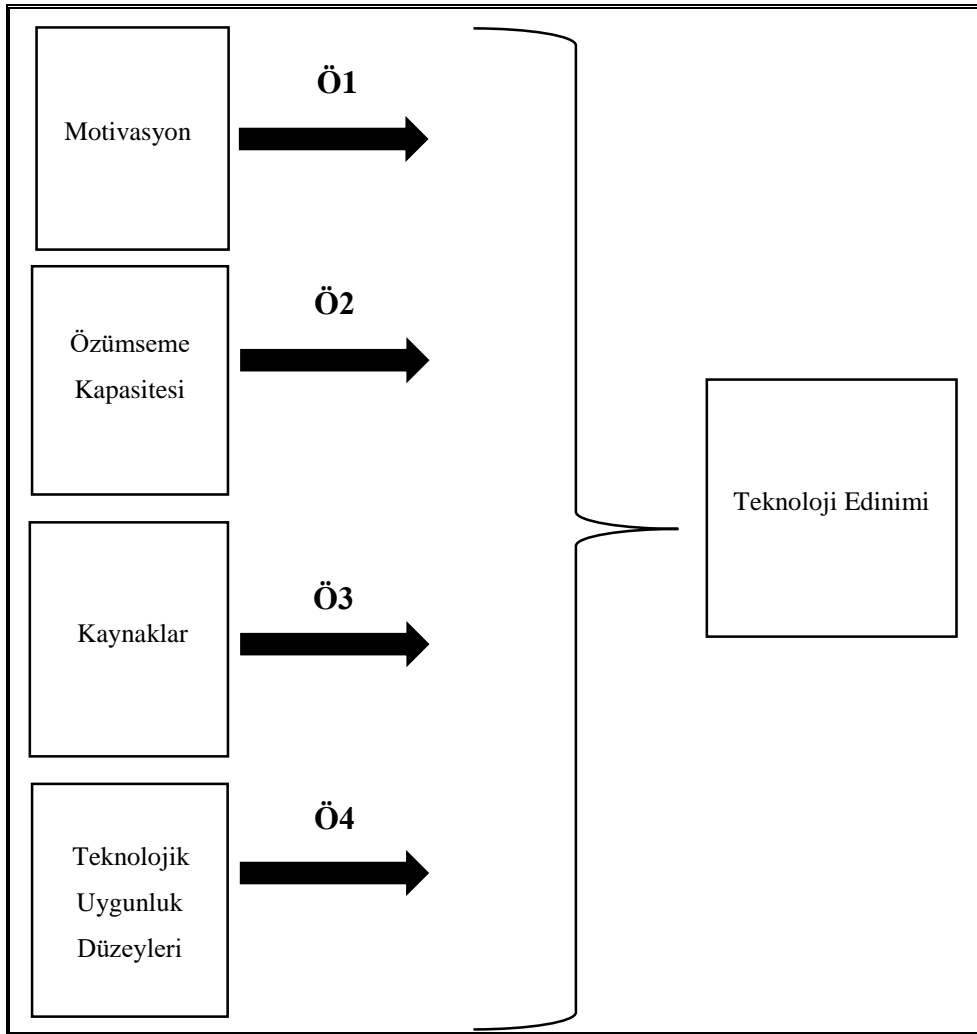 Motivasyon
Ö1
Özümseme
Kapasitesi
Ö2
Kaynaklar
Ö3
Teknolojik
Uygunluk
Düzeyleri
Ö4
Teknoloji Edinimi